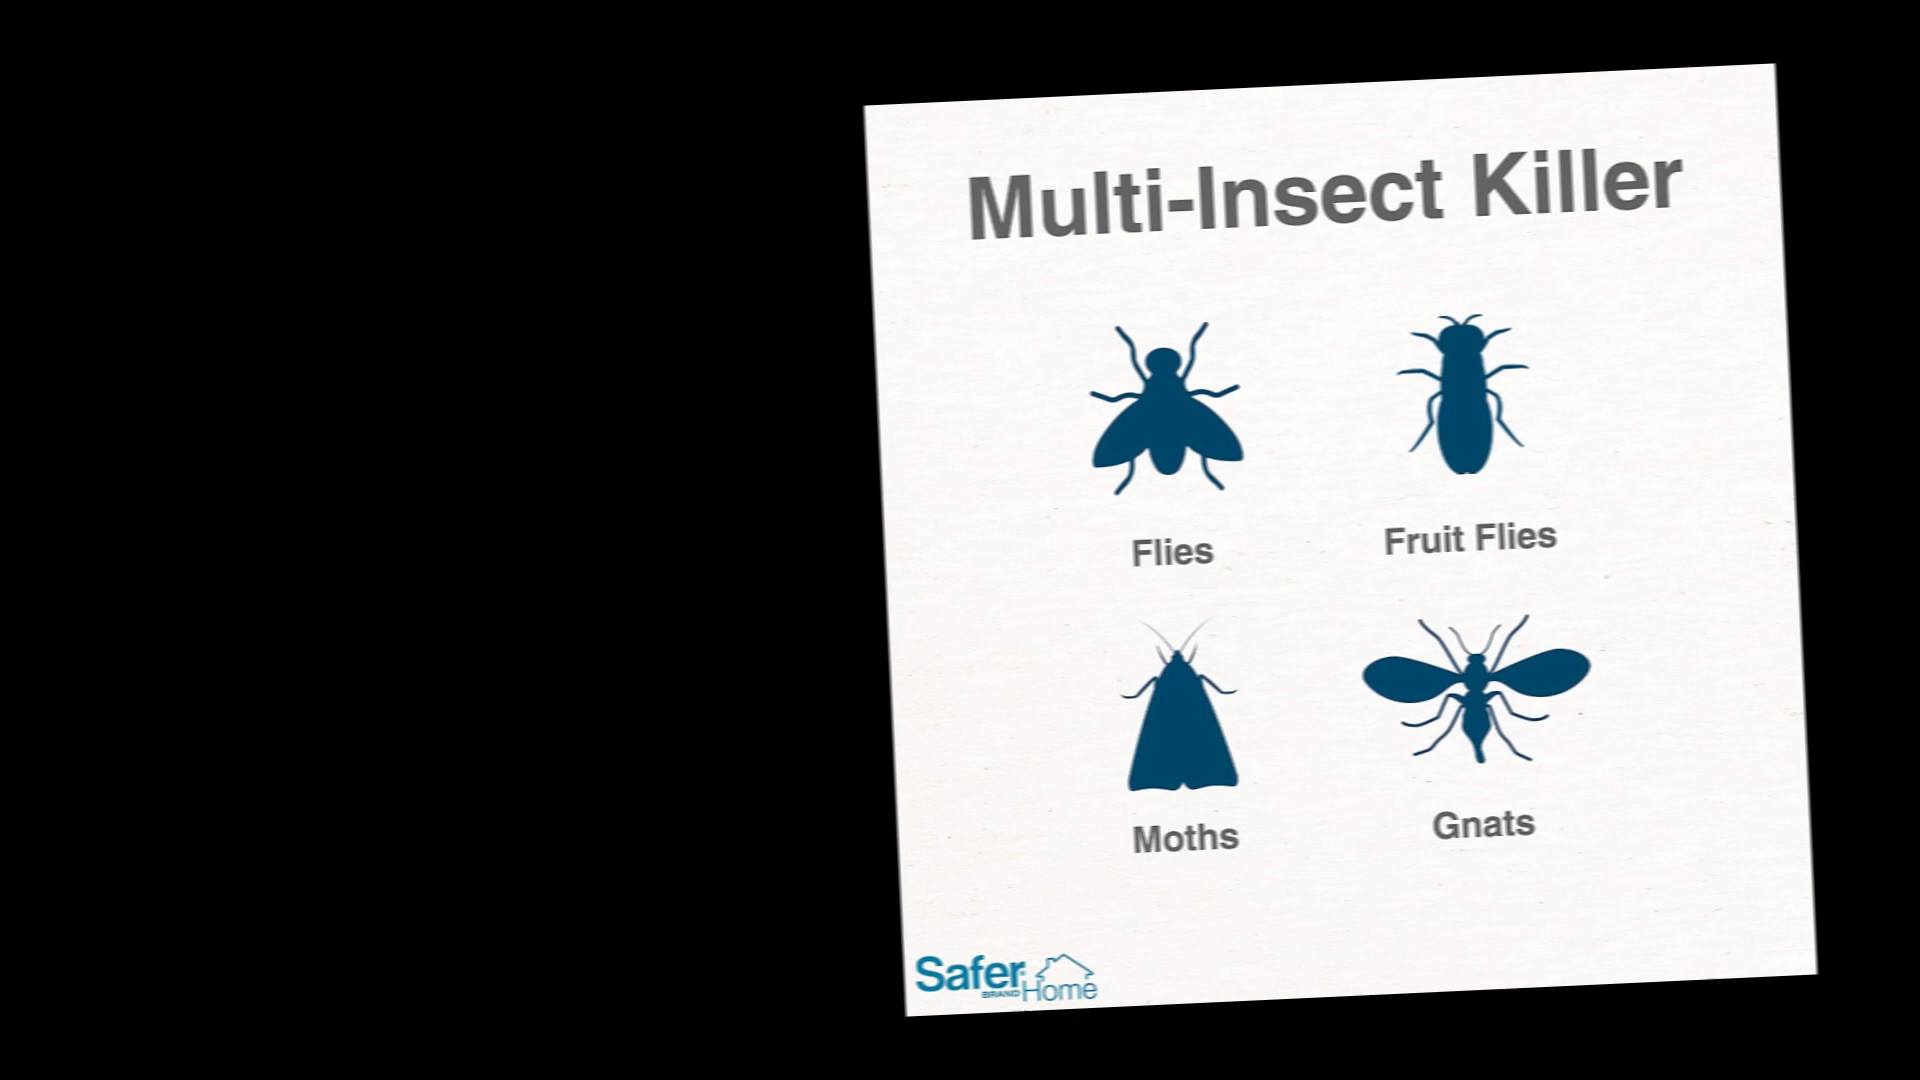 Multi-Insect Killer
Flies
Fruit Flies
Moths
Gnats
Safer®
BRAND Home